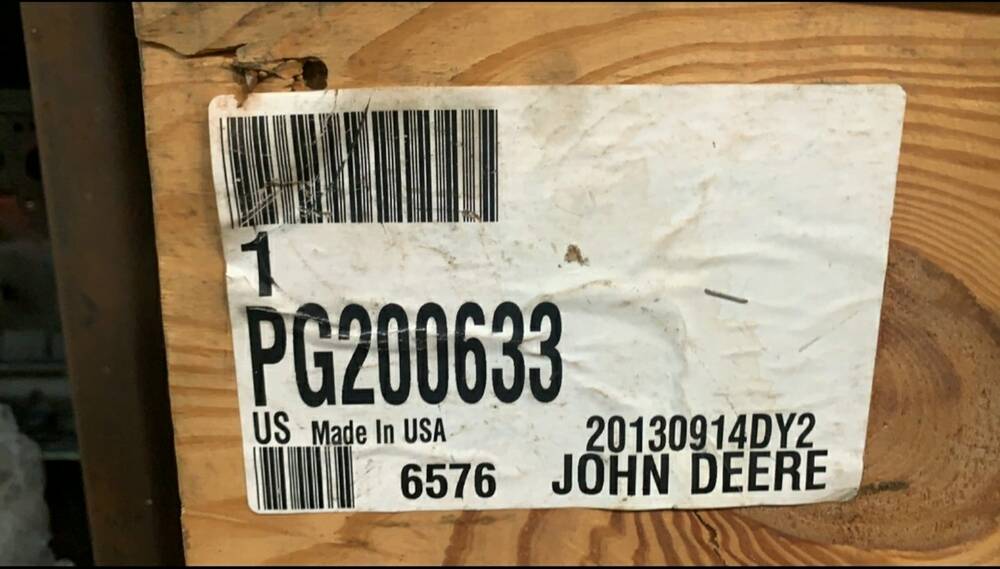 1
PG200633
US Made In USA 20130914DY2
6576 JOHN DEERE